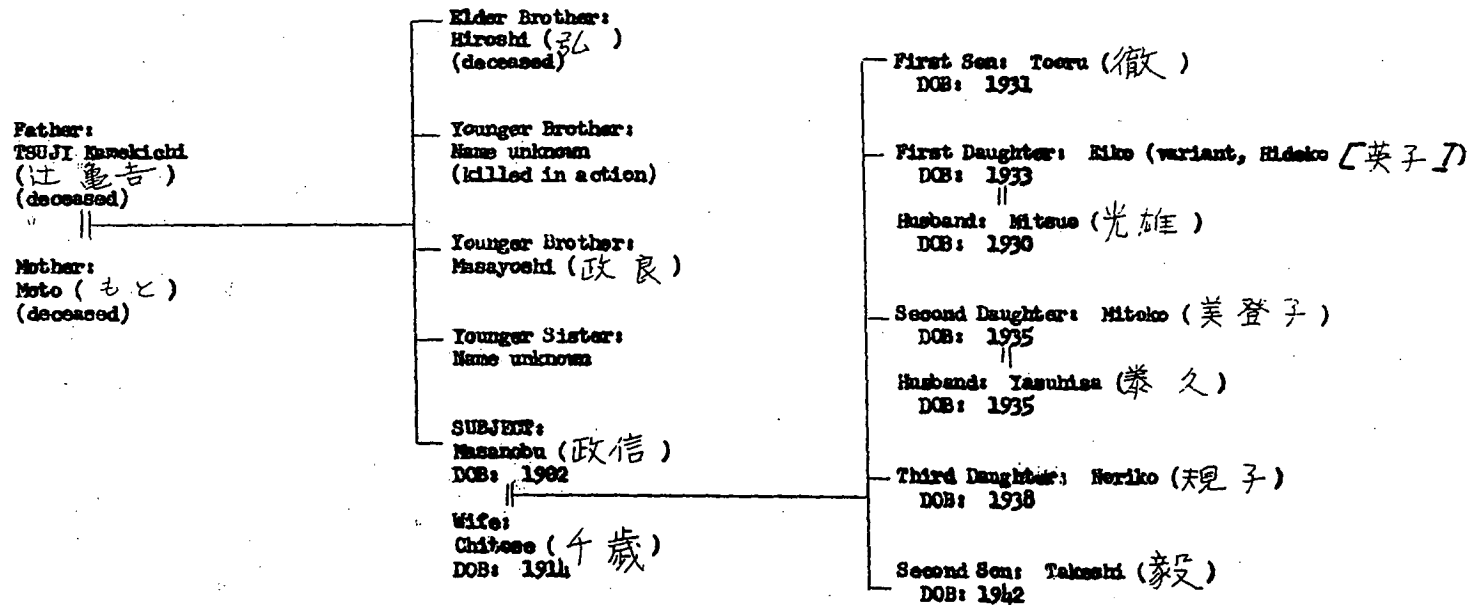 Father:
TSUJI Kamekichi
(辻 亀吉)
(deceased)
Mother:
Moto (もと)
(deceased)
Elder Brother:
Hiroshi (弘)
(deceased)
Younger Brother:
Name unknown
(killed in action)
Younger Brother:
Masayoshi (政良)
Younger Sister:
Name unknown
SUBJECT:
Masanobu (政信)
DOB: 1902
Wife:
Chitose (千歳)
DOB: 1914
First Son: Tooru (徹)
DOB: 1931
First Daughter: Eiko (variant, Hideko [英子])
DOB: 1933
Husband: Mitsuo (光雄)
DOB: 1930
Second Daughter: Mitoko (美登子)
DOB: 1935
Husband: Yasuhisa (泰久)
DOB: 1935
Third Daughter: Noriko (規子)
DOB: 1938
Second Son: Takeshi (毅)
DOB: 1942